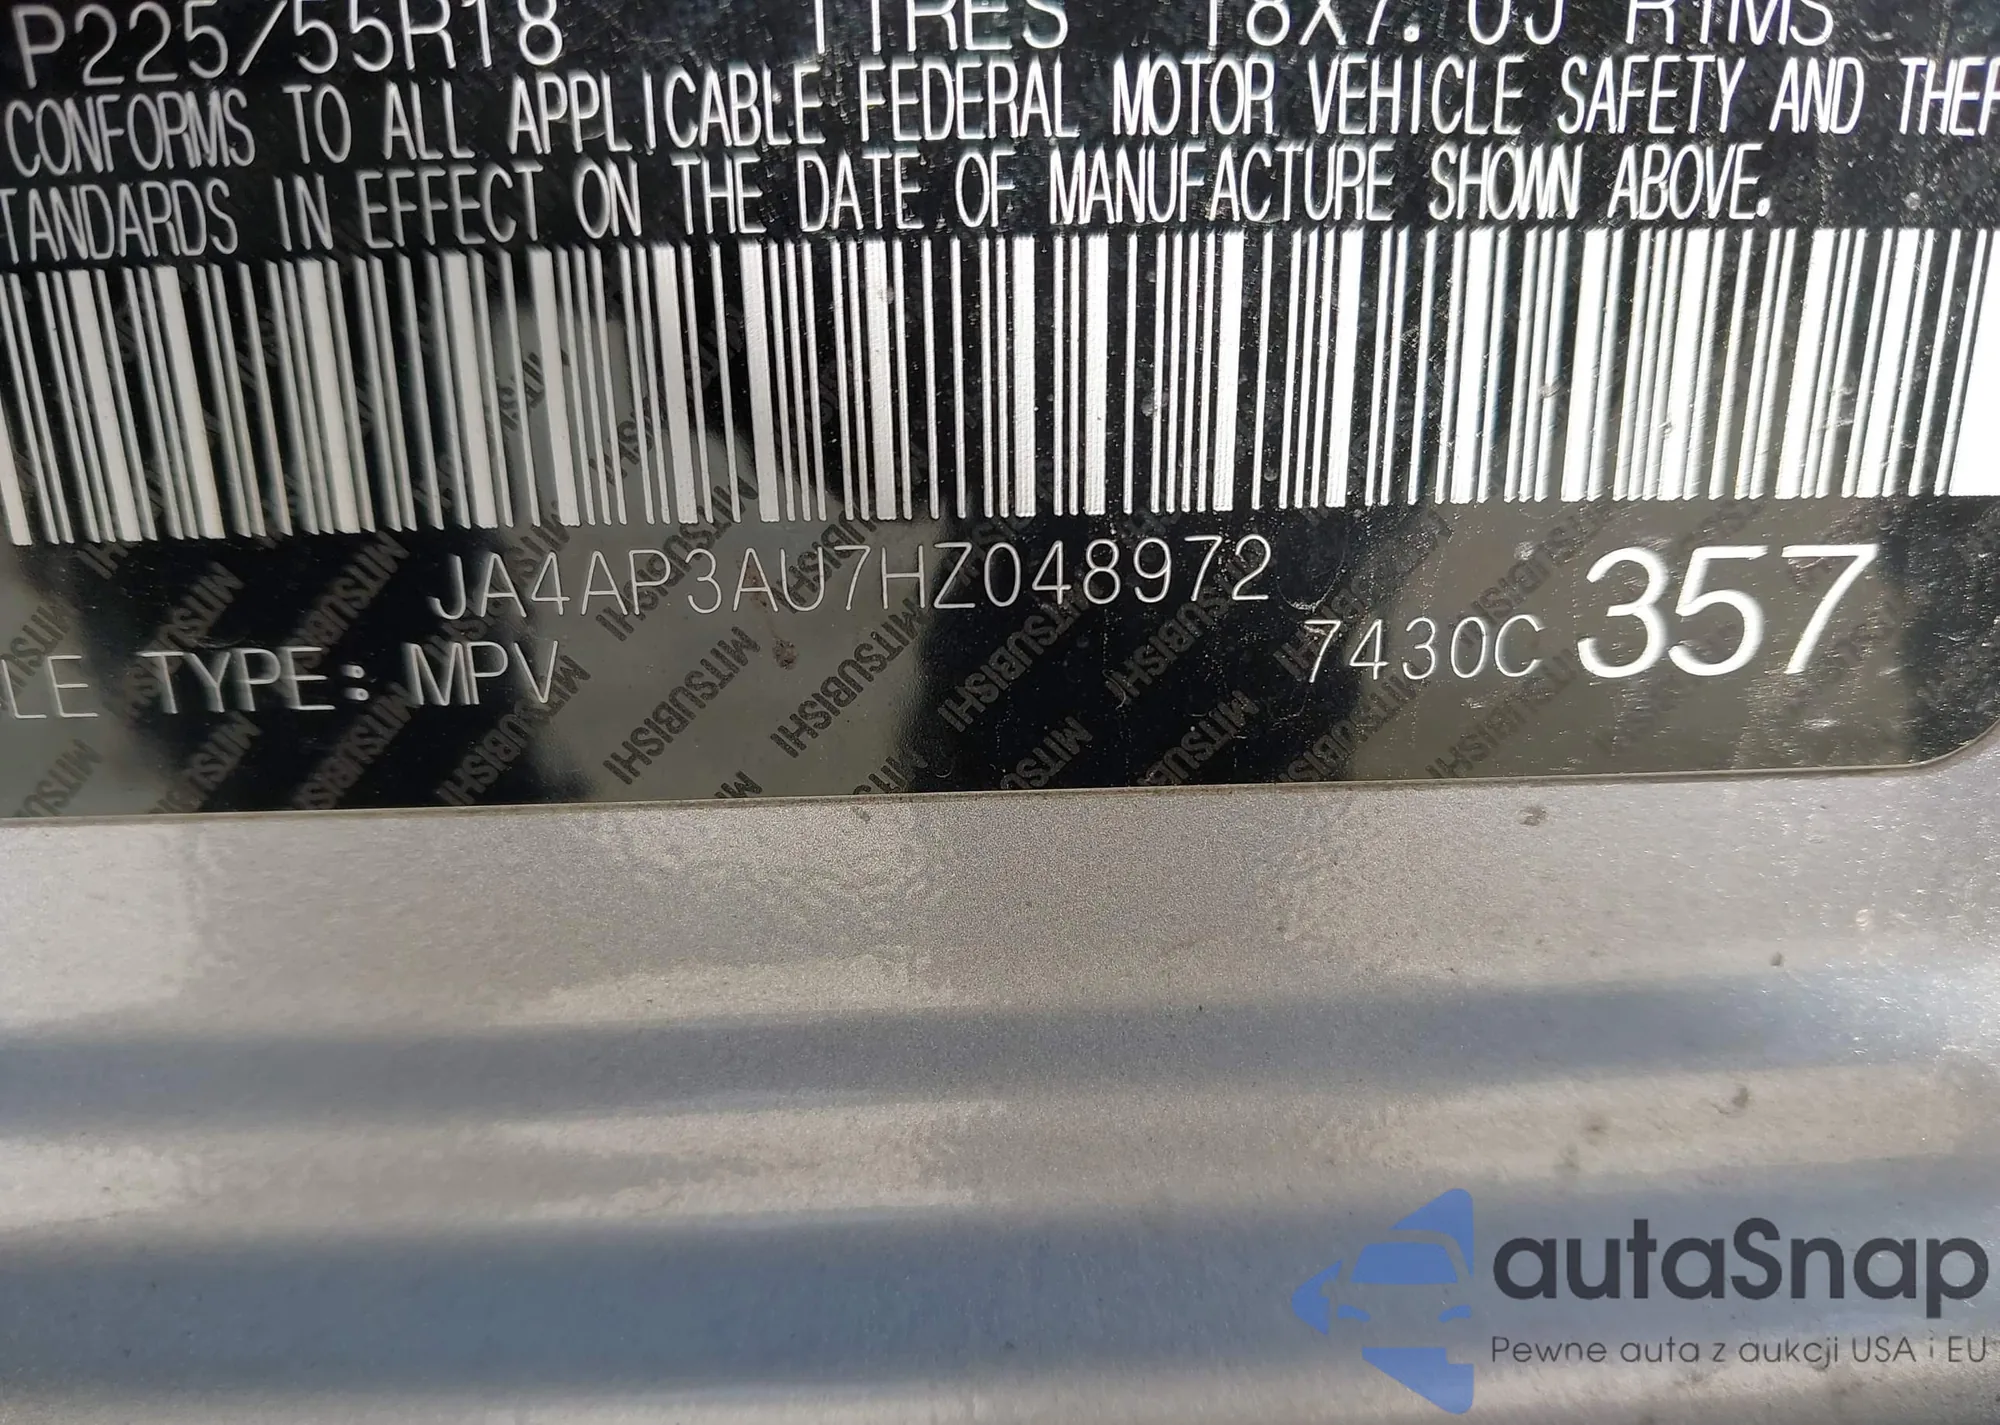 P225/55R18 TIRES 18X7.0J RIMS
CONFORMS TO ALL APPLICABLE FEDERAL MOTOR VEHICLE SAFETY AND THEF
TANDARDS IN EFFECT ON THE DATE OF MANUFACTURE SHOWN ABOVE.
JA4AP3AU7HZ048972
LE TYPE: MPV 7430C 357
autaSnap
Pewne auta z aukcji USA i EU